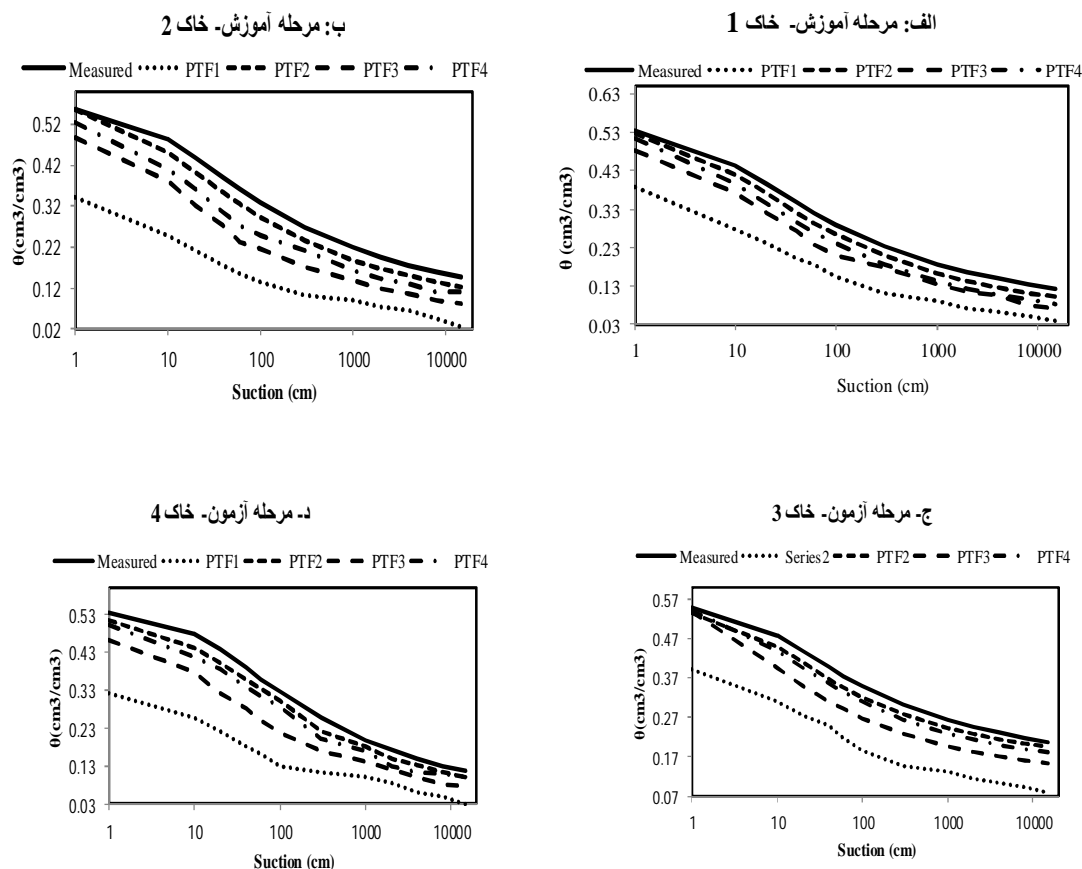 الف: مرحله آموزش- خاک 1
Measured PTF1 PTF2 PTF3 PTF4
0.63
0.53
0.43
0.33
0.23
0.13
0.03
θ (cm3/cm3)
1 10 100 1000 10000
Suction (cm)
ب: مرحله آموزش- خاک 2
Measured PTF1 PTF2 PTF3 PTF4
0.52
0.42
0.32
0.22
0.12
0.02
θ(cm3/cm3)
1 10 100 1000 10000
Suction (cm)
ج- مرحله آزمون- خاک 3
Measured Series2 PTF2 PTF3 PTF4
0.57
0.47
0.37
0.27
0.17
0.07
θ(cm3/cm3)
1 10 100 1000 10000
Suction (cm)
د- مرحله آزمون- خاک 4
Measured PTF1 PTF2 PTF3 PTF4
0.53
0.43
0.33
0.23
0.13
0.03
θ(cm3/cm3)
1 10 100 1000 10000
Suction (cm)